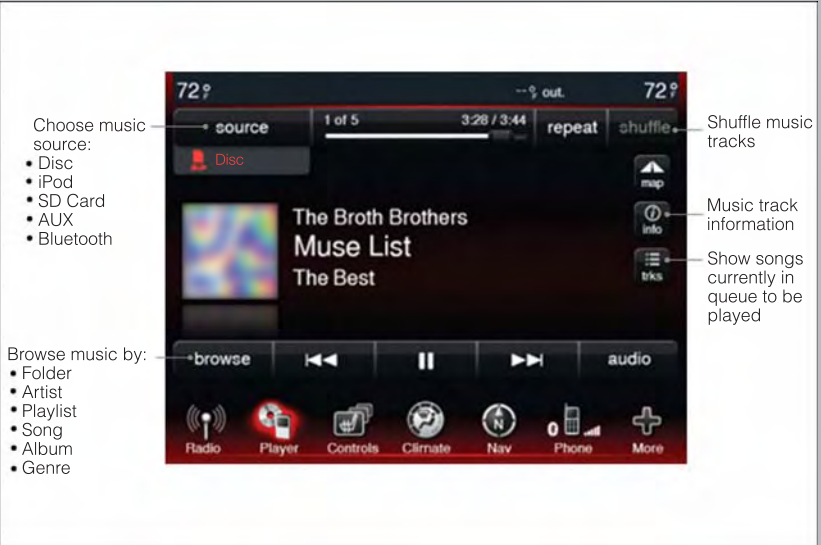 72°
--° out.
72°
source
1 of 5
3:28 / 3:44
repeat
shuffle
Disc
map
info
trks
The Broth Brothers
Muse List
The Best
browse
audio
Radio
Player
Controls
Climate
N
Nav
Phone
More
Choose music
source:
• Disc
• iPod
• SD Card
• AUX
• Bluetooth
Browse music by:
• Folder
• Artist
• Playlist
• Song
• Album
• Genre
Shuffle music
tracks
Music track
information
Show songs
currently in
queue to be
played